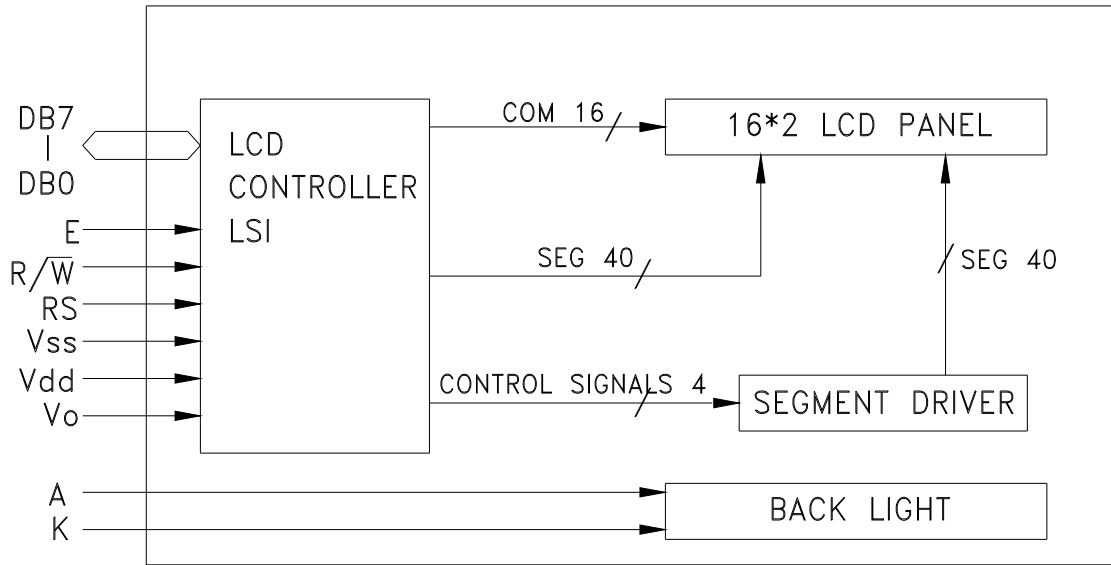 DB7
DB0
E
R/W̅
RS
Vss
Vdd
Vo
A
K
LCD
CONTROLLER
LSI
COM 16
16*2 LCD PANEL
SEG 40
SEG 40
CONTROL SIGNALS 4
SEGMENT DRIVER
BACK LIGHT